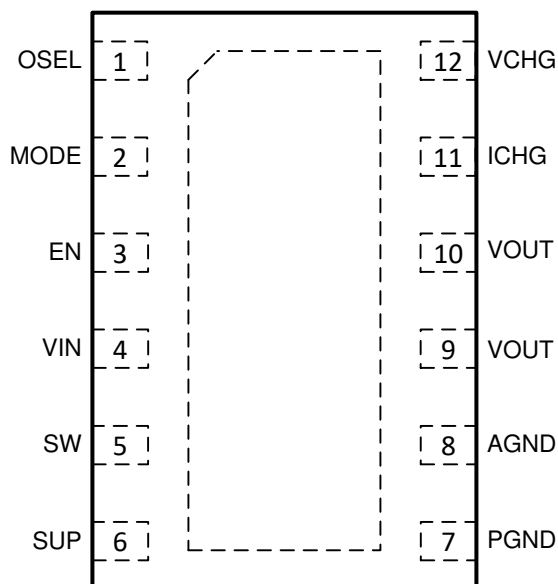 OSEL 1 12 VCHG
MODE 2 11 ICHG
EN 3 10 VOUT
VIN 4 9 VOUT
SW 5 8 AGND
SUP 6 7 PGND